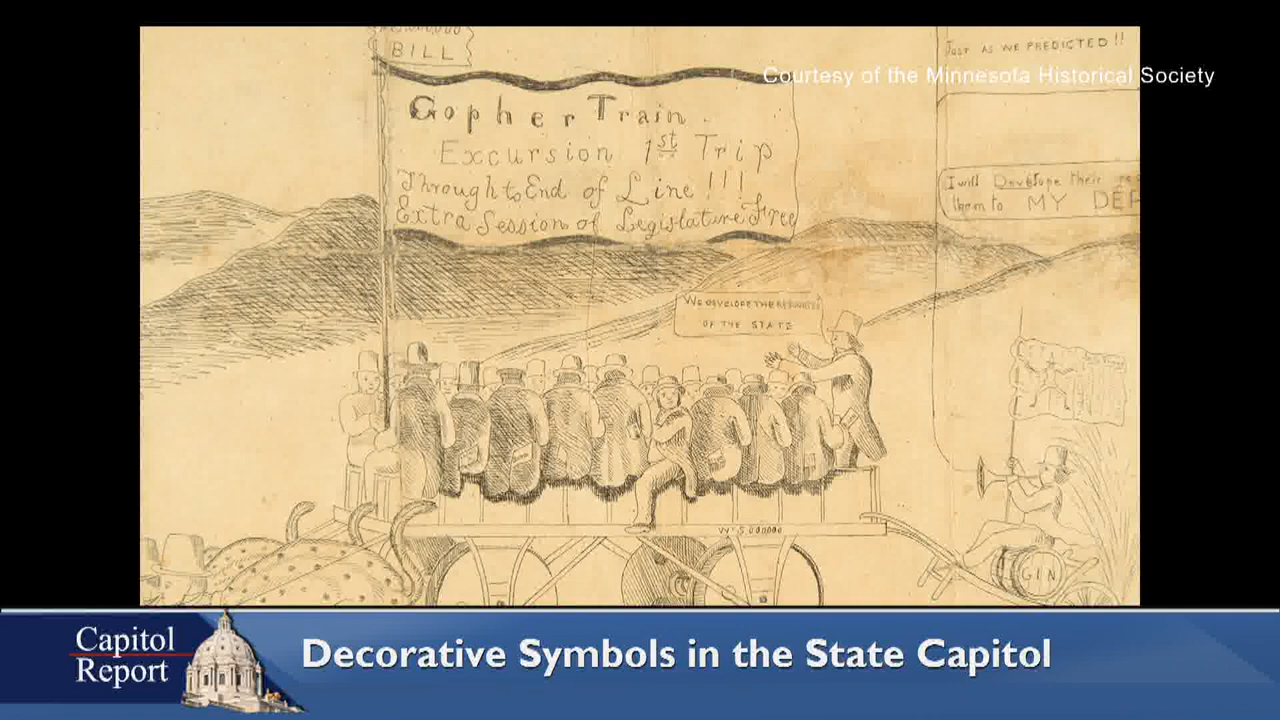 BILL
Gopher Train
Excursion 1st Trip
Through to End of Line!!!
Extra Session of Legislature Free
Just AS WE PREDICTED!!
Courtesy of the Minnesota Historical Society
I will Develope their
them to MY
WE DEVELOPE THE
OF THE STATE
GIN
Capitol
Report
Decorative Symbols in the State Capitol